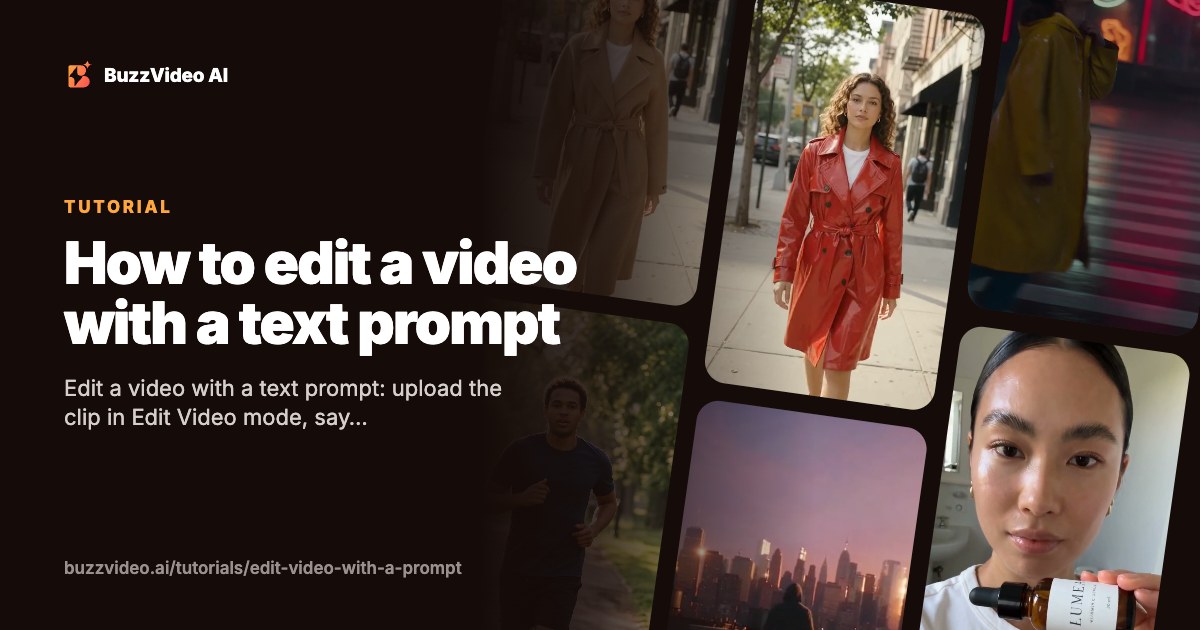 BuzzVideo AI
TUTORIAL
How to edit a video
with a text prompt
Edit a video with a text prompt: upload the
clip in Edit Video mode, say...
buzzvideo.ai/tutorials/edit-video-with-a-prompt